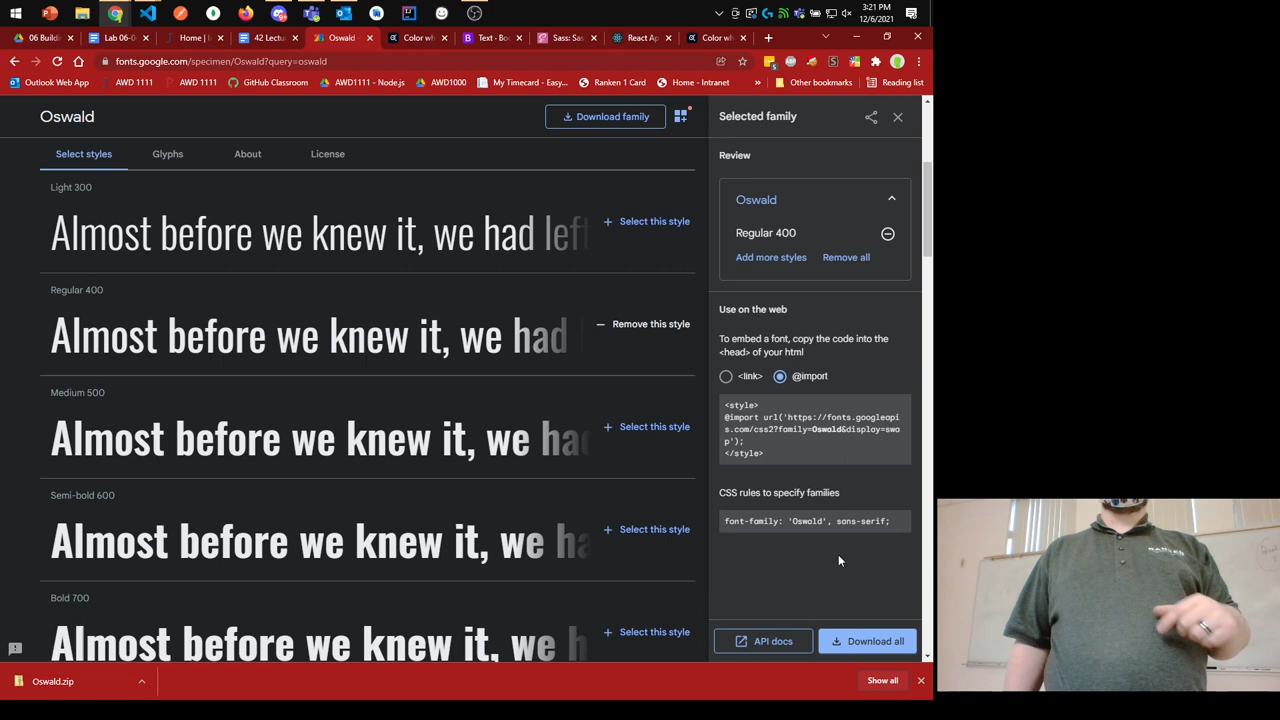 3:21 PM
12/6/2021
06 Buildin
Lab 06-04
Home | I
42 Lectur
Oswald -
Color wh
Text · Boo
Sass: Sas
React Ap
Color wh
fonts.google.com/specimen/Oswald?query=oswald
Outlook Web App
AWD 1111
AWD 1111
GitHub Classroom
AWD1111 - Node.js
AWD1000
My Timecard - Easy...
Ranken 1 Card
Home - Intranet
Other bookmarks
Reading list
Oswald
Download family
Select styles
Glyphs
About
License
Light 300
Almost before we knew it, we had left
Select this style
Regular 400
Almost before we knew it, we had
Remove this style
Medium 500
Almost before we knew it, we had
Select this style
Semi-bold 600
Almost before we knew it, we ha
Select this style
Bold 700
Almost before we knew it, we h
Select this style
Selected family
Review
Oswald
Regular 400
Add more styles
Remove all
Use on the web
To embed a font, copy the code into the
<head> of your html
<link>
@import
<style>
@import url('https://fonts.googleapi
s.com/css2?family=Oswald&display=swa
p');
</style>
CSS rules to specify families
font-family: 'Oswald', sans-serif;
API docs
Download all
Oswald.zip
Show all
RANKEN